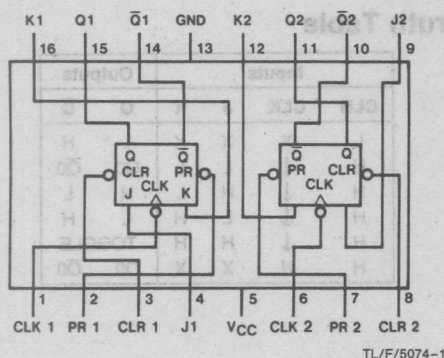 K1 Q1 Q̅1 GND K2 Q2 Q̅2 J2
16 15 14 13 12 11 10 9
Q Q̅ Q̅ Q
CLR PR PR CLR
CLK CLK
J K
1 2 3 4 5 6 7 8
CLK 1 PR 1 CLR 1 J1 VCC CLK 2 PR 2 CLR 2
TL/F/5074-1